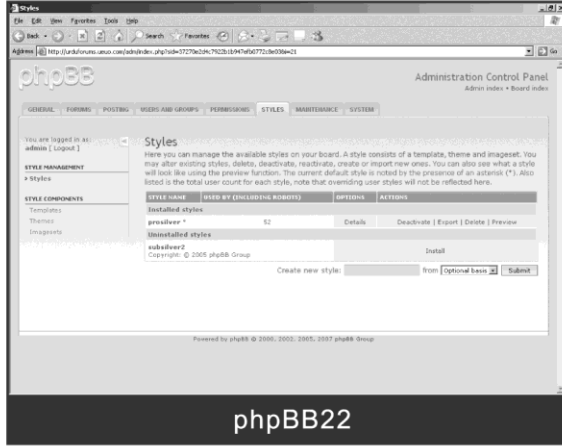 Styles
File Edit View Favorites Tools Help
Back Search Favorites
Address http://urduforums.umuo.com/adm/index.php?sid= Go
phpBB
Administration Control Panel
Admin index • Board index
GENERAL FORUMS POSTING USERS AND GROUPS PERMISSIONS STYLES MAINTENANCE SYSTEM
You are logged in as:
admin [ Logout ]
STYLE MANAGEMENT
» Styles
STYLE COMPONENTS
Templates
Themes
Imagesets
Styles
Here you can manage the available styles on your board. A style consists of a template, theme and imageset. You
may alter existing styles, delete, deactivate, reactivate, create or import new ones. You can also see what a style
will look like using the preview function. The current default style is noted by the presence of an asterisk (*). Also
listed is the total user count for each style, note that overriding user styles will not be reflected here.
STYLE NAME USED BY (INCLUDING ROBOTS) OPTIONS ACTIONS
Installed styles
prosilver * 52 Details Deactivate | Export | Delete | Preview
Uninstalled styles
subsilver2
Copyright: © 2005 phpBB Group
Install
Create new style: from Optional basis Submit
Powered by phpBB © 2000, 2002, 2005, 2007 phpBB Group
phpBB22